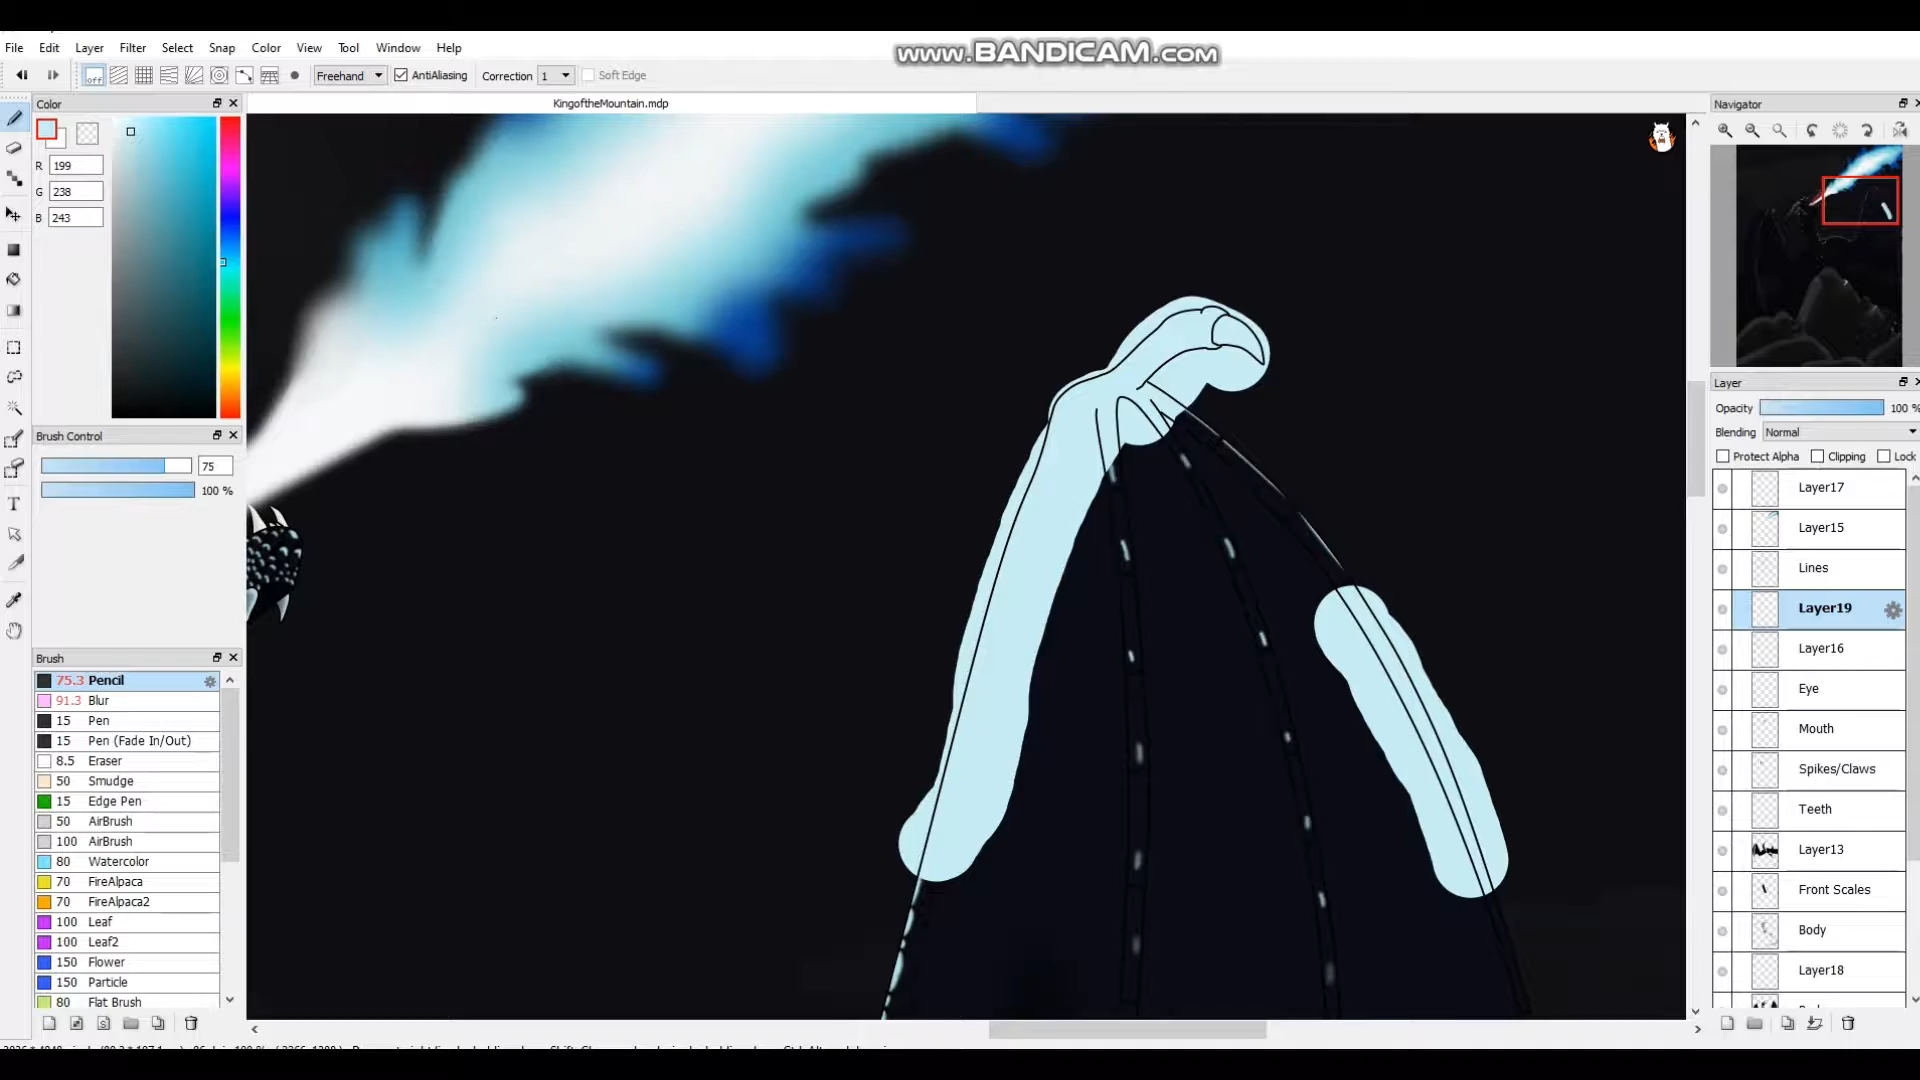 File Edit Layer Filter Select Snap Color View Tool Window Help
www.BANDICAM.com
off Freehand AntiAliasing Correction 1 Soft Edge
Color
KingoftheMountain.mdp
Navigator
R 199
G 238
B 243
Brush Control
75
100 %
Layer
Opacity 100 %
Blending Normal
Protect Alpha Clipping Lock
Layer17
Layer15
Lines
Layer19
Layer16
Eye
Mouth
Spikes/Claws
Teeth
Layer13
Front Scales
Body
Layer18
Brush
75.3 Pencil
91.3 Blur
15 Pen
15 Pen (Fade In/Out)
8.5 Eraser
50 Smudge
15 Edge Pen
50 AirBrush
100 AirBrush
80 Watercolor
70 FireAlpaca
70 FireAlpaca2
100 Leaf
100 Leaf2
150 Flower
150 Particle
80 Flat Brush